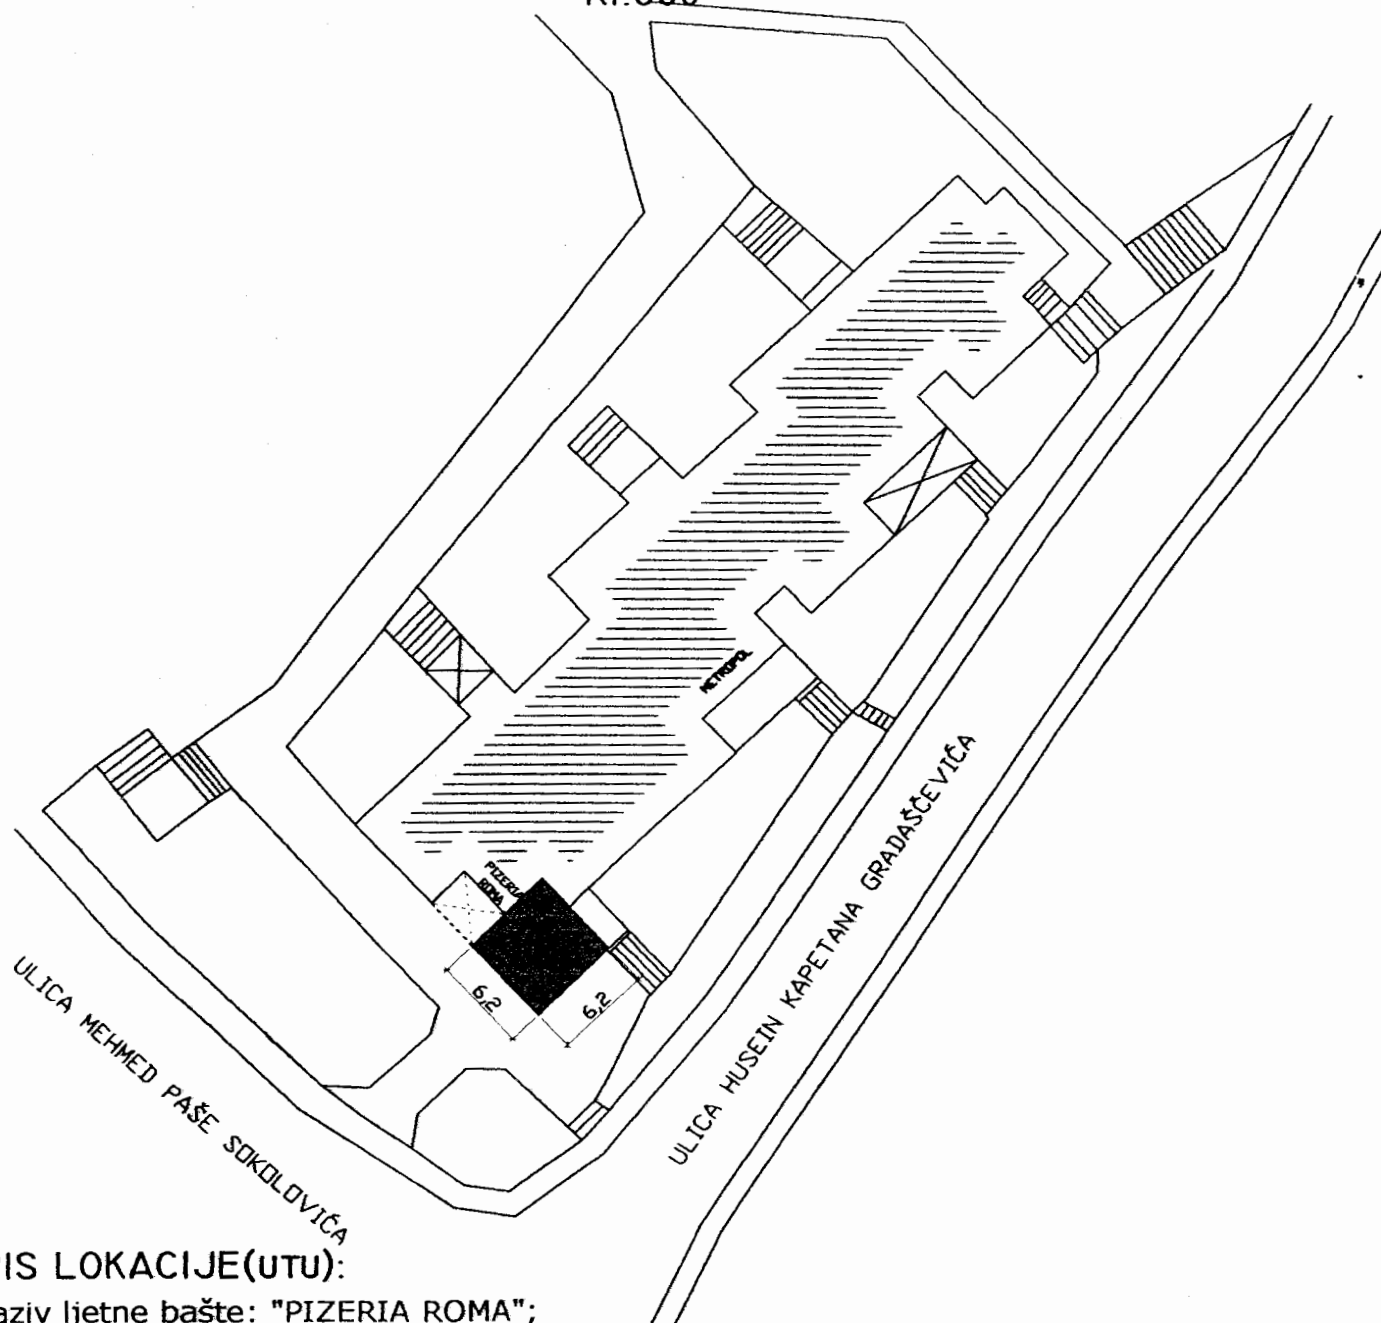 METROPOL
PIZERIA
ROMA
6,2
6,2
ULICA MEHMED PAŠE SOKOLOVIĆA
ULICA HUSEIN KAPETANA GRADAŠČEVIĆA
IS LOKACIJE(UTU):
aziv ljetne bašte: "PIZERIA ROMA";